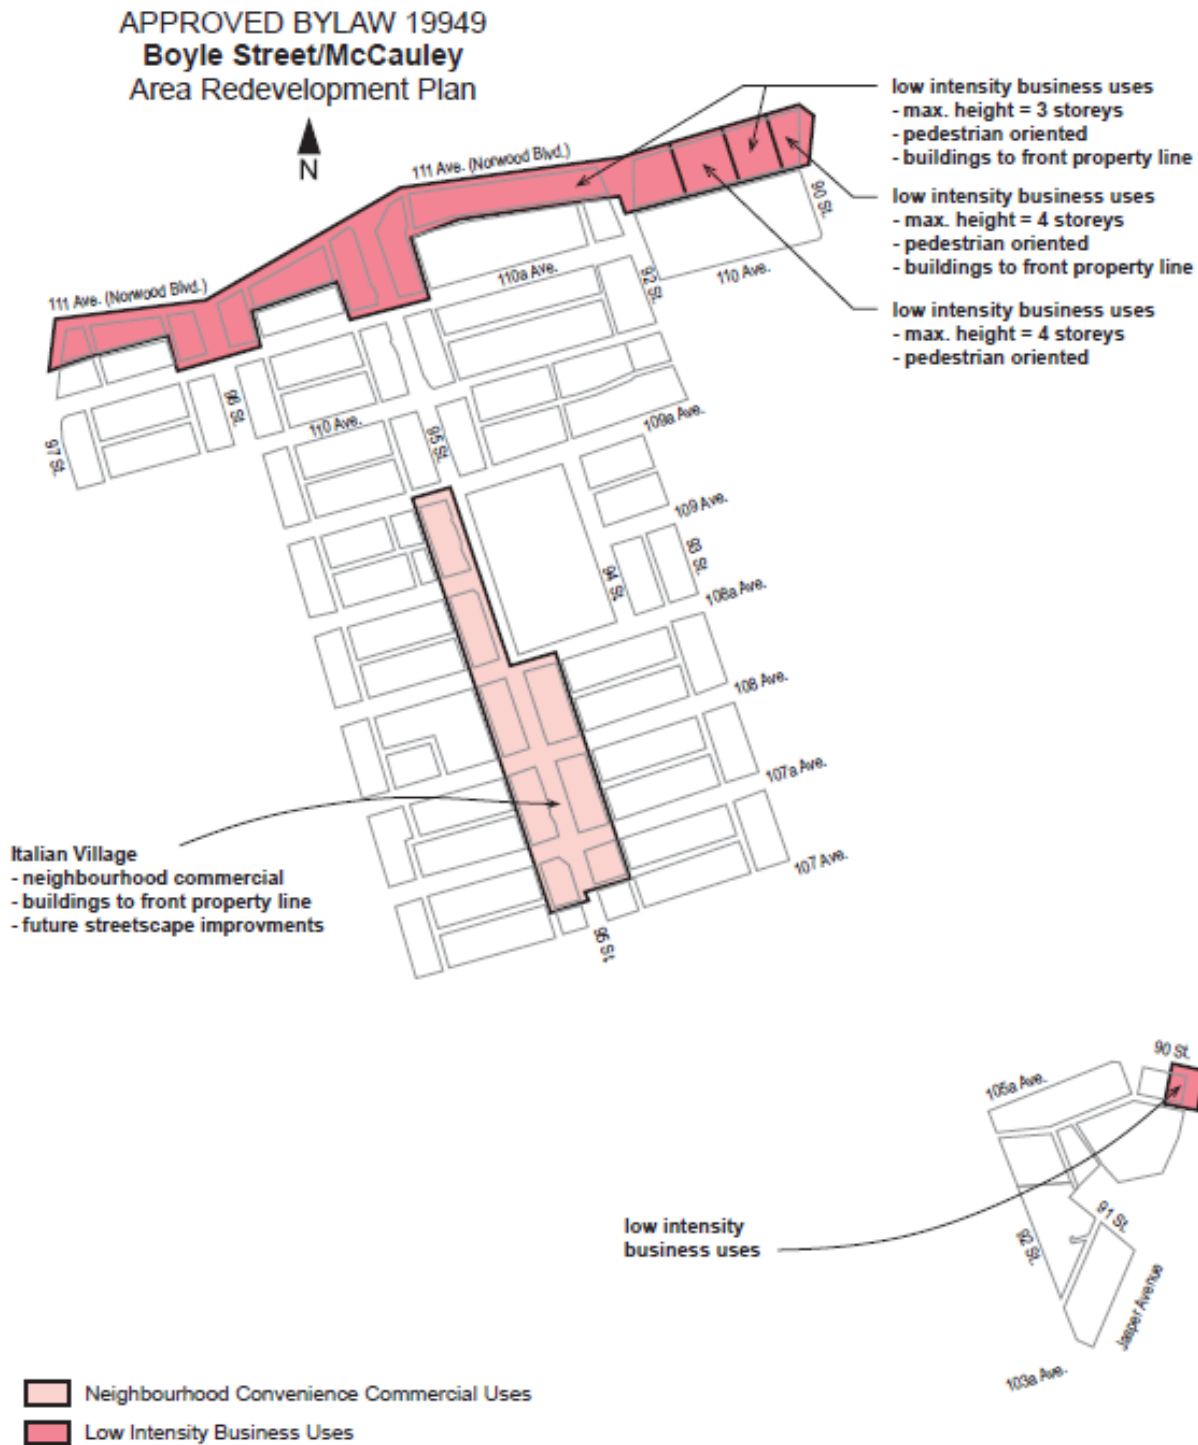 APPROVED BYLAW 19949
Boyle Street/McCauley
Area Redevelopment Plan
N
low intensity business uses
- max. height = 3 storeys
- pedestrian oriented
- buildings to front property line
low intensity business uses
- max. height = 4 storeys
- pedestrian oriented
- buildings to front property line
low intensity business uses
- max. height = 4 storeys
- pedestrian oriented
111 Ave. (Norwood Blvd.)
111 Ave. (Norwood Blvd.)
90 St.
110a Ave.
92 St.
110 Ave.
96 St.
97 St.
110 Ave.
95 St.
109a Ave.
109 Ave.
93 St.
94 St.
108a Ave.
108 Ave.
107a Ave.
107 Ave.
95 St.
Italian Village
- neighbourhood commercial
- buildings to front property line
- future streetscape improvments
90 St.
105a Ave.
91 St.
92 St.
Jasper Avenue
103a Ave.
low intensity
business uses
Neighbourhood Convenience Commercial Uses
Low Intensity Business Uses